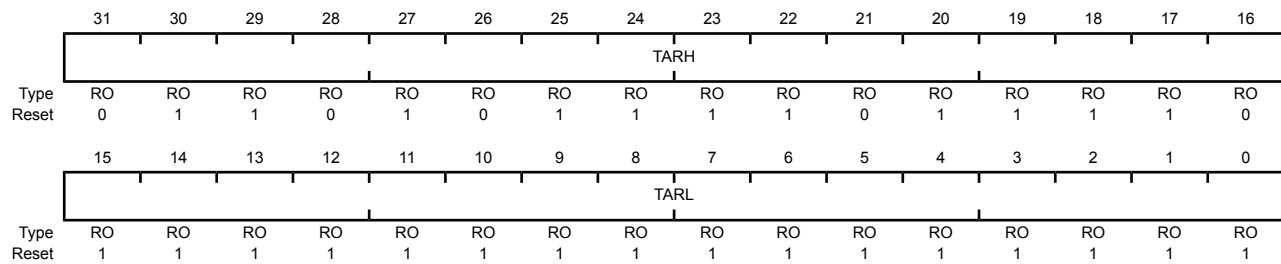 31 30 29 28 27 26 25 24 23 22 21 20 19 18 17 16
TARH
Type RO RO RO RO RO RO RO RO RO RO RO RO RO RO RO RO
Reset 0 1 1 0 1 0 1 1 1 1 0 1 1 1 1 0
15 14 13 12 11 10 9 8 7 6 5 4 3 2 1 0
TARL
Type RO RO RO RO RO RO RO RO RO RO RO RO RO RO RO RO
Reset 1 1 1 1 1 1 1 1 1 1 1 1 1 1 1 1